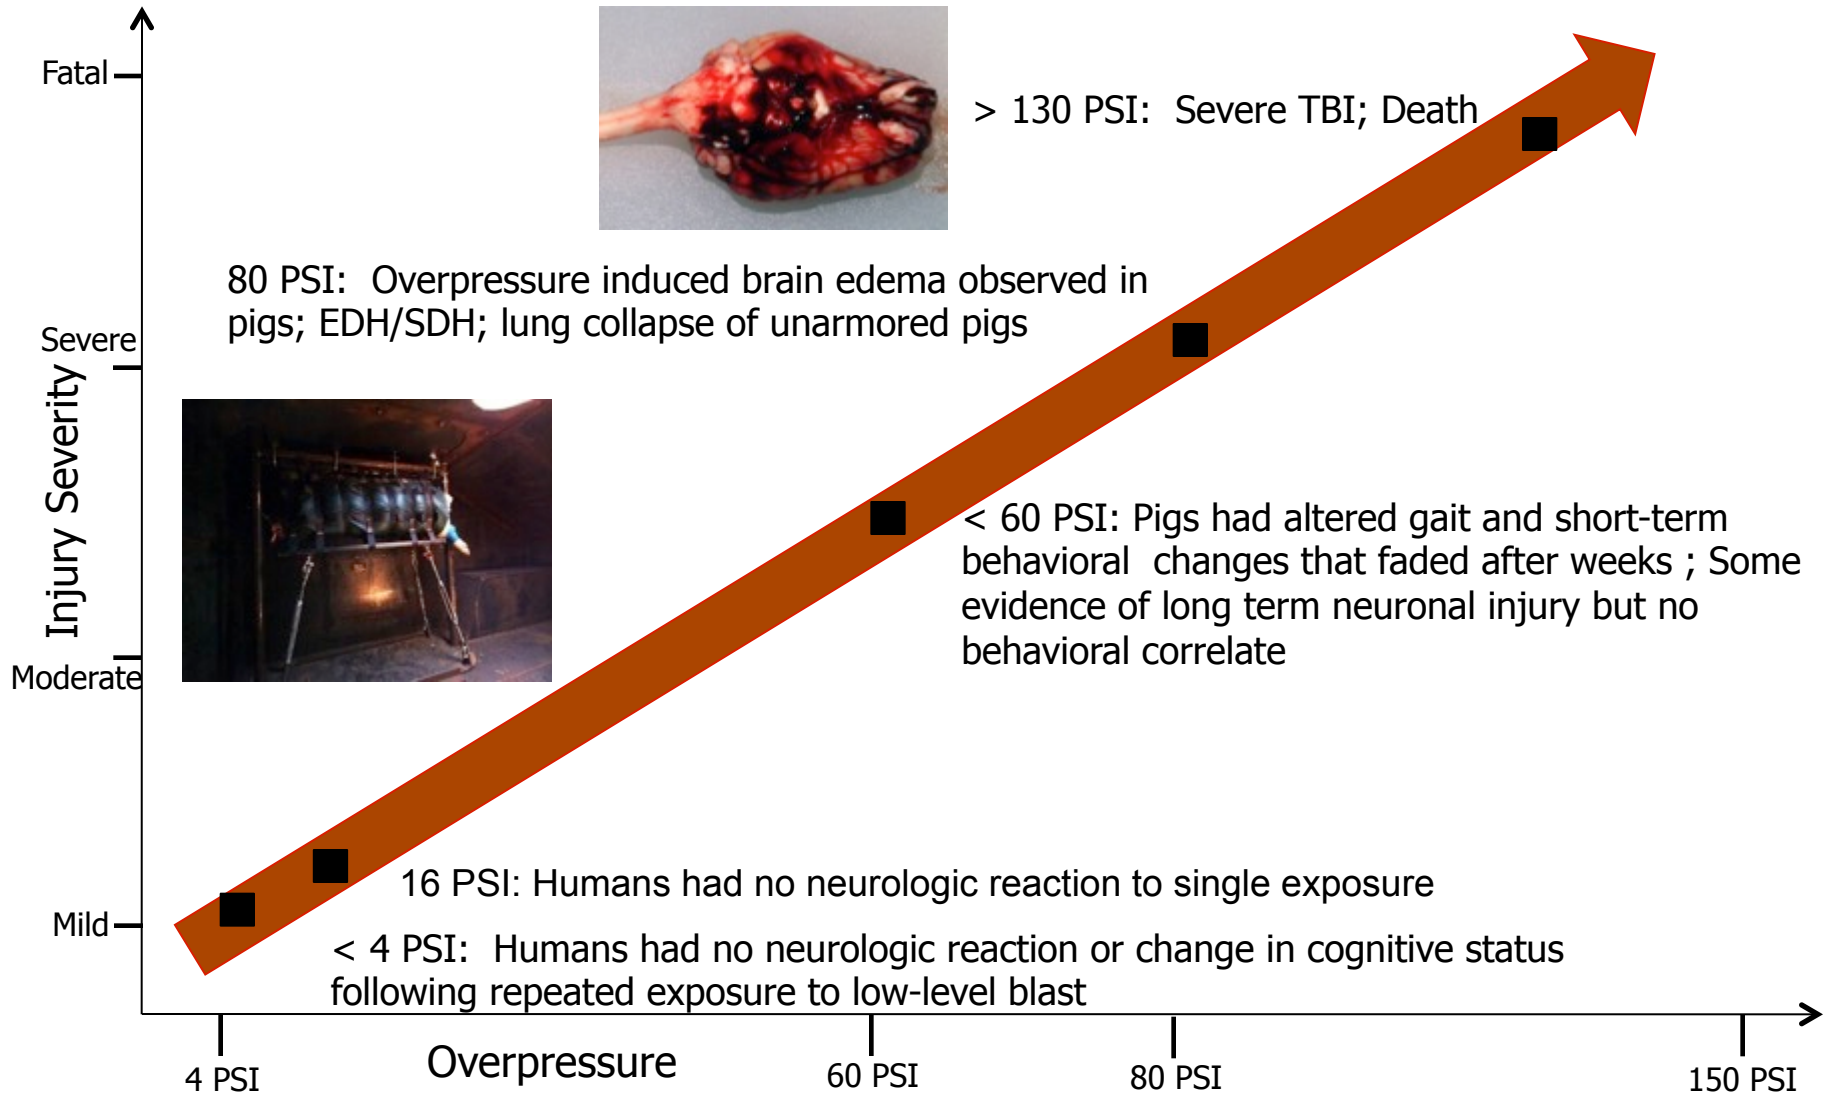 Fatal
> 130 PSI:  Severe TBI; Death
80 PSI:  Overpressure induced brain edema observed in
pigs; EDH/SDH; lung collapse of unarmored pigs
Severe
Injury Severity
< 60 PSI: Pigs had altered gait and short-term
behavioral  changes that faded after weeks ; Some
evidence of long term neuronal injury but no
behavioral correlate
Moderate
16 PSI: Humans had no neurologic reaction to single exposure
Mild
< 4 PSI:  Humans had no neurologic reaction or change in cognitive status
following repeated exposure to low-level blast
Overpressure
4 PSI
60 PSI
80 PSI
150 PSI